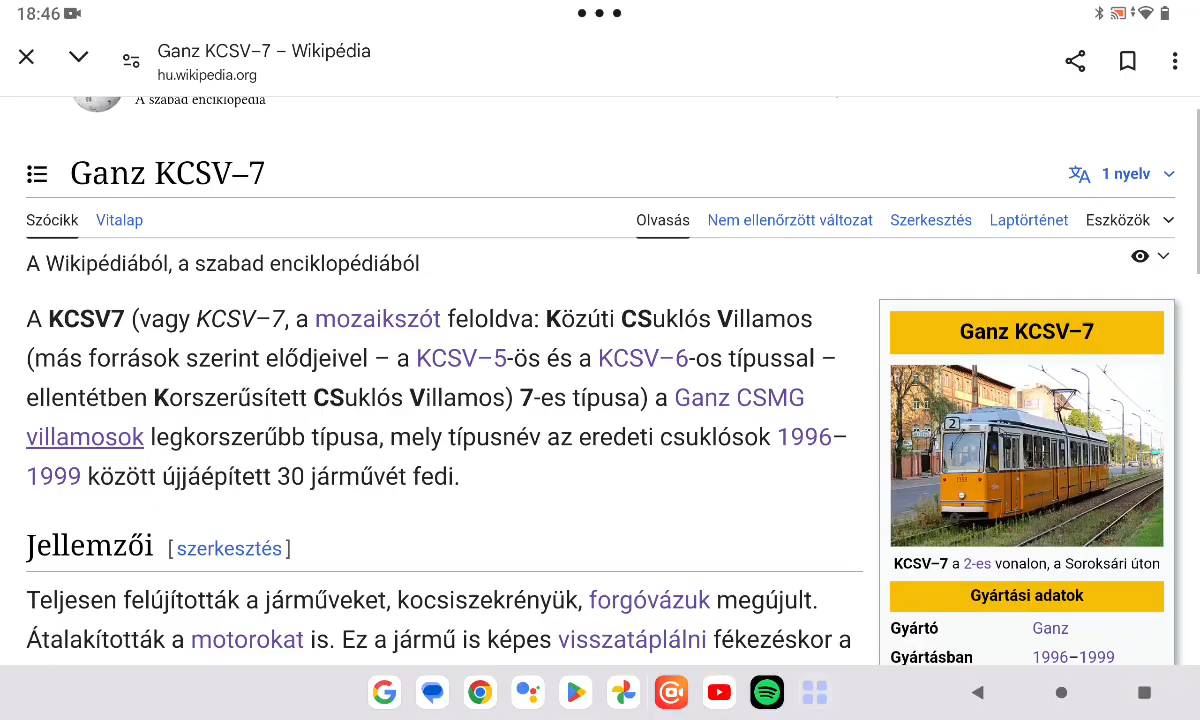 18:46
Ganz KCSV–7 – Wikipédia
hu.wikipedia.org
A szabad enciklopédia
Ganz KCSV–7
1 nyelv
Szócikk Vitalap Olvasás Nem ellenőrzött változat Szerkesztés Laptörténet Eszközök
A Wikipédiából, a szabad enciklopédiából
A KCSV7 (vagy KCSV–7, a mozaikszót feloldva: Közúti CSuklós Villamos
(más források szerint elődjeivel – a KCSV–5-ös és a KCSV–6-os típussal –
ellentétben Korszerűsített CSuklós Villamos) 7-es típusa) a Ganz CSMG
villamosok legkorszerűbb típusa, mely típusnév az eredeti csuklósok 1996–
1999 között újjáépített 30 járművét fedi.
Jellemzői [szerkesztés]
Teljesen felújították a járműveket, kocsiszekrényük, forgóvázuk megújult.
Átalakították a motorokat is. Ez a jármű is képes visszatáplálni fékezéskor a
Ganz KCSV–7
2
KCSV–7 a 2-es vonalon, a Soroksári úton
Gyártási adatok
Gyártó Ganz
Gyártásban 1996–1999